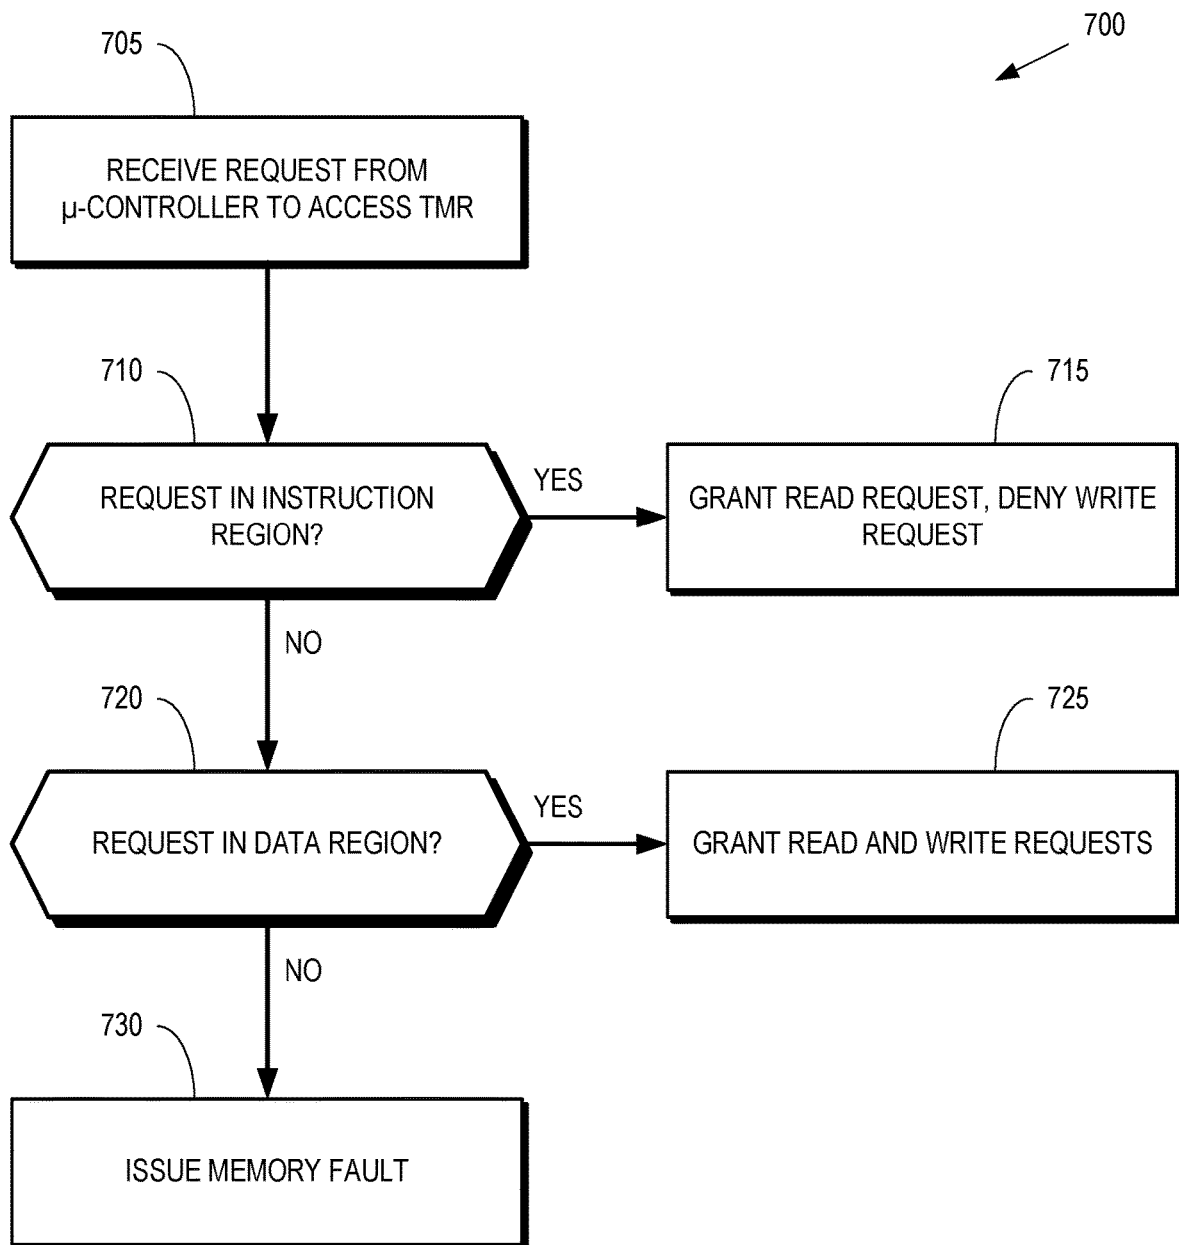 700
705
RECEIVE REQUEST FROM
µ-CONTROLLER TO ACCESS TMR
710
REQUEST IN INSTRUCTION
REGION?
YES
715
GRANT READ REQUEST, DENY WRITE
REQUEST
NO
720
REQUEST IN DATA REGION?
YES
725
GRANT READ AND WRITE REQUESTS
NO
730
ISSUE MEMORY FAULT